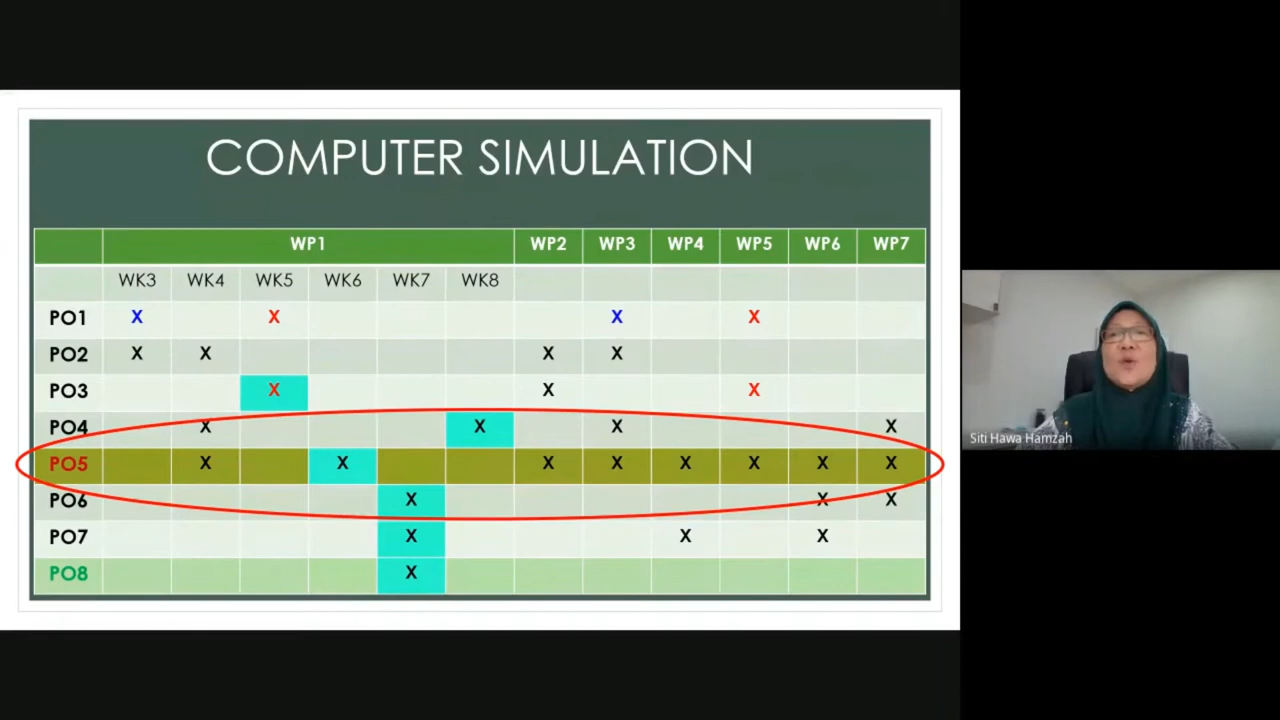 COMPUTER SIMULATION
WP1 WP2 WP3 WP4 WP5 WP6 WP7
WK3 WK4 WK5 WK6 WK7 WK8
PO1 X X X X
PO2 X X X X
PO3 X X X
PO4 X X X X
PO5 X X X X X X X X
PO6 X X X
PO7 X X X
PO8 X
Siti Hawa Hamzah